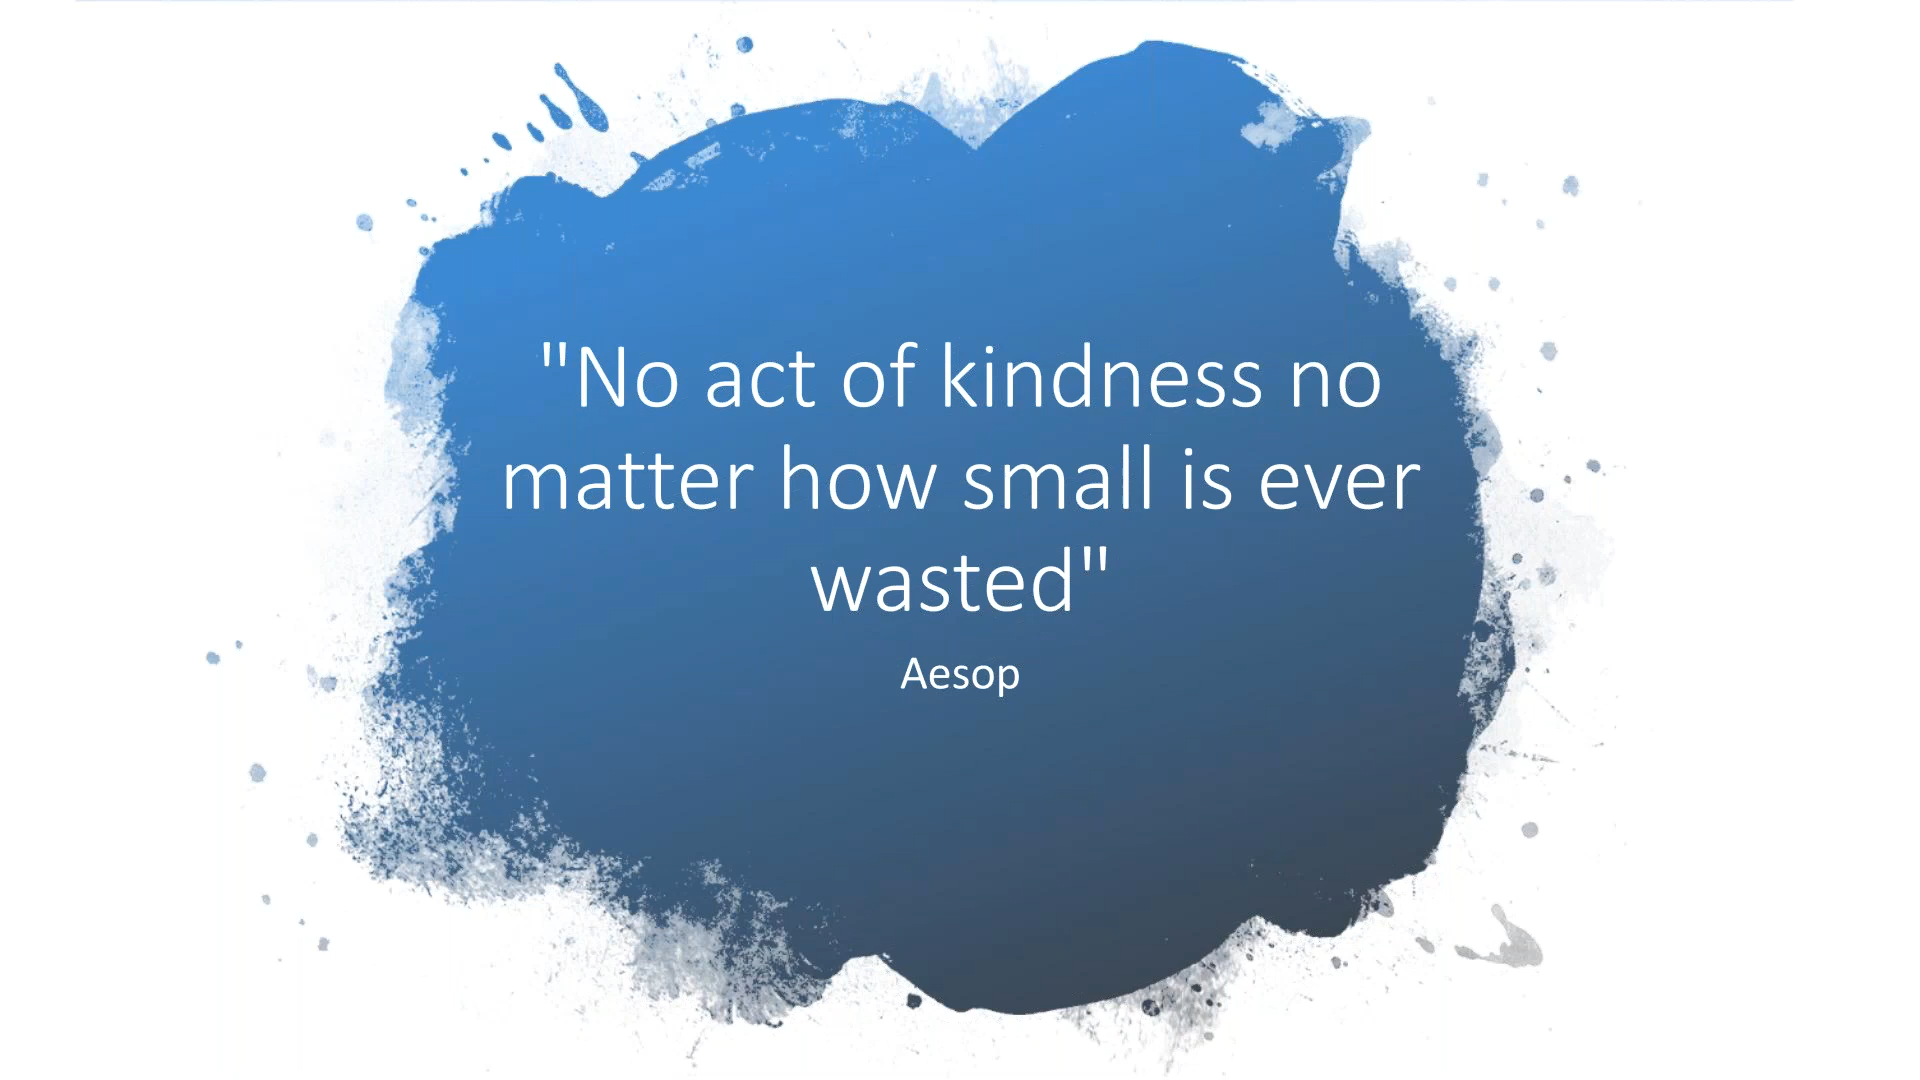 "No act of kindness no
matter how small is ever
wasted"
Aesop